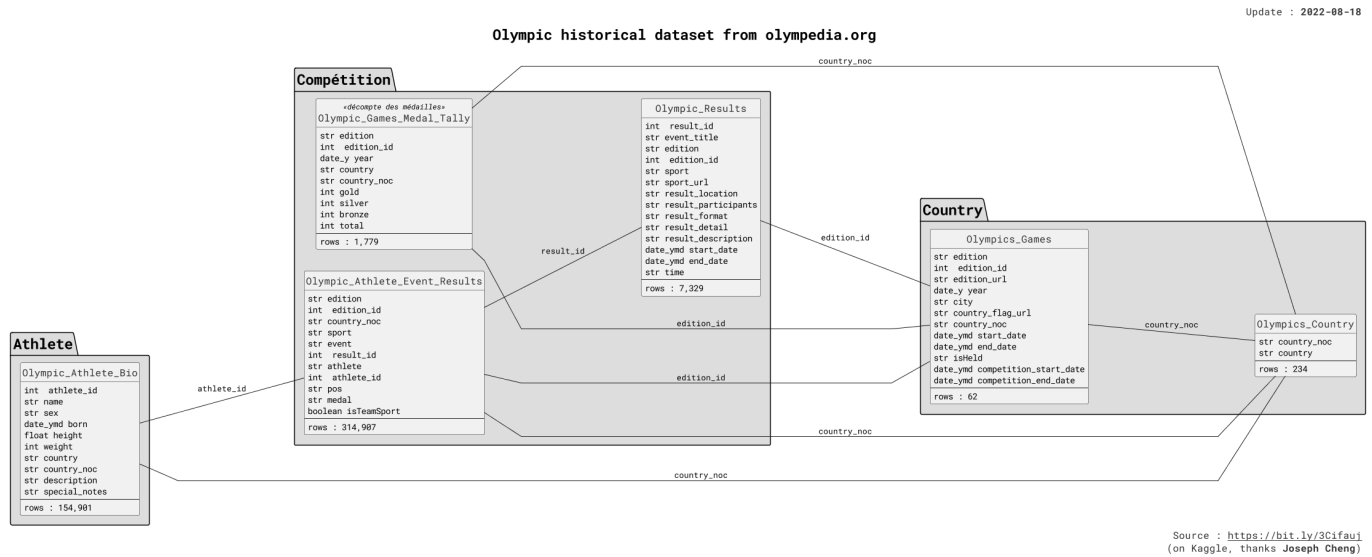 Update : 2022-08-18
Olympic historical dataset from olympedia.org
country_noc
Compétition
«décompte des médailles»
Olympic_Games_Medal_Tally
str edition
int edition_id
date_y year
str country
str country_noc
int gold
int silver
int bronze
int total
rows : 1,779
Olympic_Results
int result_id
str event_title
str edition
int edition_id
str sport
str sport_url
str result_location
str result_participants
str result_format
str result_detail
str result_description
date_ymd start_date
date_ymd end_date
str time
rows : 7,329
result_id
edition_id
Olympic_Athlete_Event_Results
str edition
int edition_id
str country_noc
str sport
str event
int result_id
str athlete
int athlete_id
str pos
str medal
boolean isTeamSport
rows : 314,907
edition_id
edition_id
country_noc
Country
Olympics_Games
str edition
int edition_id
str edition_url
date_y year
str city
str country_flag_url
str country_noc
date_ymd start_date
date_ymd end_date
str isHeld
date_ymd competition_start_date
date_ymd competition_end_date
rows : 62
country_noc
Olympics_Country
str country_noc
str country
rows : 234
Athlete
Olympic_Athlete_Bio
int athlete_id
str name
str sex
date_ymd born
float height
int weight
str country
str country_noc
str description
str special_notes
rows : 154,901
athlete_id
country_noc
Source : https://bit.ly/3Cifauj
(on Kaggle, thanks Joseph Cheng)